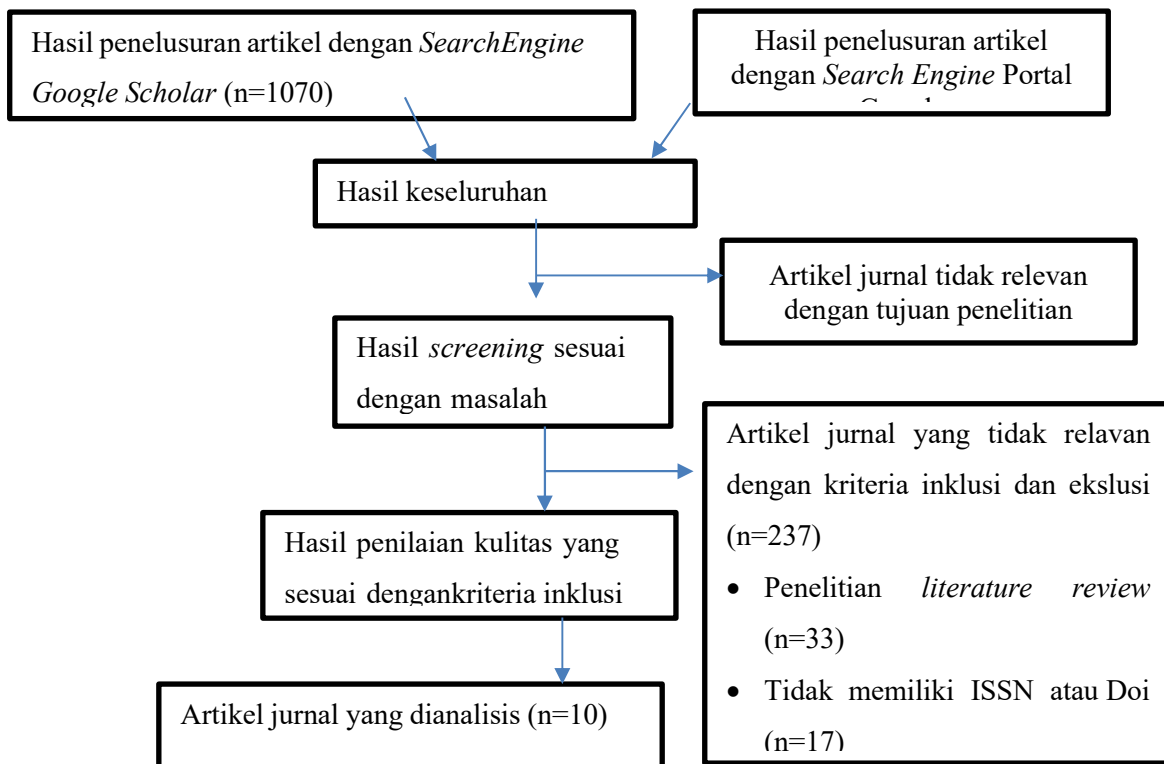 Hasil penelusuran artikel dengan SearchEngine
Google Scholar (n=1070)
Hasil penelusuran artikel
dengan Search Engine Portal
Hasil keseluruhan
Artikel jurnal tidak relevan
dengan tujuan penelitian
Hasil screening sesuai
dengan masalah
Artikel jurnal yang tidak relavan
dengan kriteria inklusi dan ekslusi
(n=237)
• Penelitian literature review
(n=33)
• Tidak memiliki ISSN atau Doi
(n=17)
Hasil penilaian kulitas yang
sesuai dengankriteria inklusi
Artikel jurnal yang dianalisis (n=10)